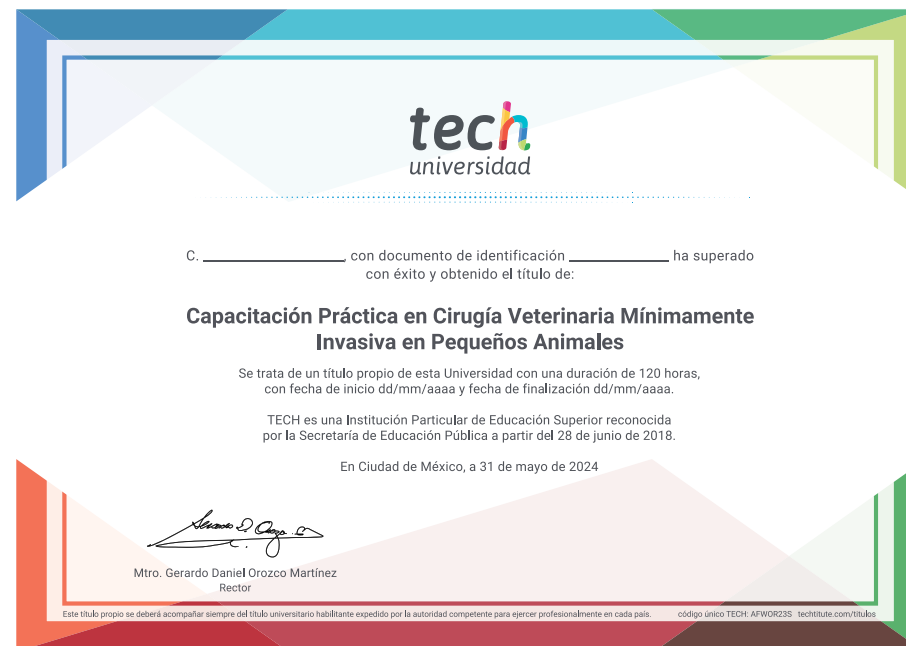 tech
universidad
C. ____________, con documento de identificación ____________ ha superado
con éxito y obtenido el título de:
Capacitación Práctica en Cirugía Veterinaria Mínimamente
Invasiva en Pequeños Animales
Se trata de un título propio de esta Universidad con una duración de 120 horas,
con fecha de inicio dd/mm/aaaa y fecha de finalización dd/mm/aaaa.
TECH es una Institución Particular de Educación Superior reconocida
por la Secretaría de Educación Pública a partir del 28 de junio de 2018.
En Ciudad de México, a 31 de mayo de 2024
Mtro. Gerardo Daniel Orozco Martínez
Rector
Este título propio se deberá acompañar siempre del título universitario habilitante expedido por la autoridad competente para ejercer profesionalmente en cada país. código único TECH: AFWOR23S techtitute.com/titulos